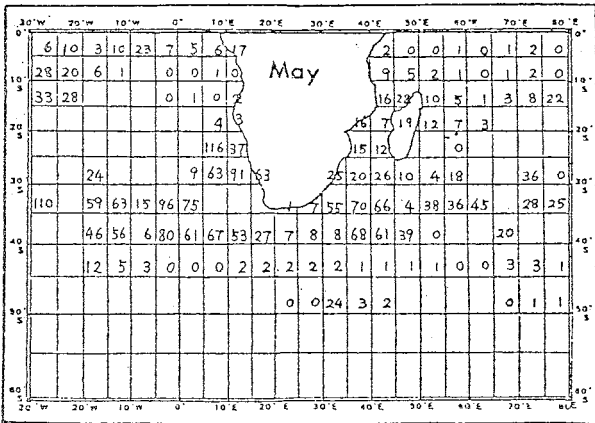 30°W 20°W 10°W 0° 10°E 20°E 30°E 40°E 50°E 60°E 70°E 80°E
0° 6 10 3 10 23 7 5 6 17 2 0 0 1 0 1 2 0 0°
28 20 6 1 0 0 1 0 May 9 5 2 1 0 1 2 0
10°S 33 28 0 1 0 2 16 28 10 5 1 3 8 22 10°S
4 3 16 7 19 12 7 3
20°S 116 37 15 12 0 20°S
24 9 63 91 63 25 20 26 10 4 18 36 0
30°S 110 59 63 15 96 75 1 7 55 70 66 4 38 36 45 28 25 30°S
46 56 6 80 61 67 53 27 7 8 8 68 61 39 0 20
40°S 12 5 3 0 0 0 2 2 2 2 2 1 1 1 1 0 0 3 3 1 40°S
0 0 24 3 2 0 1 1
50°S 50°S
60°S 60°S
20°W 10°W 0° 10°E 20°E 30°E 40°E 50°E 60°E 70°E 80°E